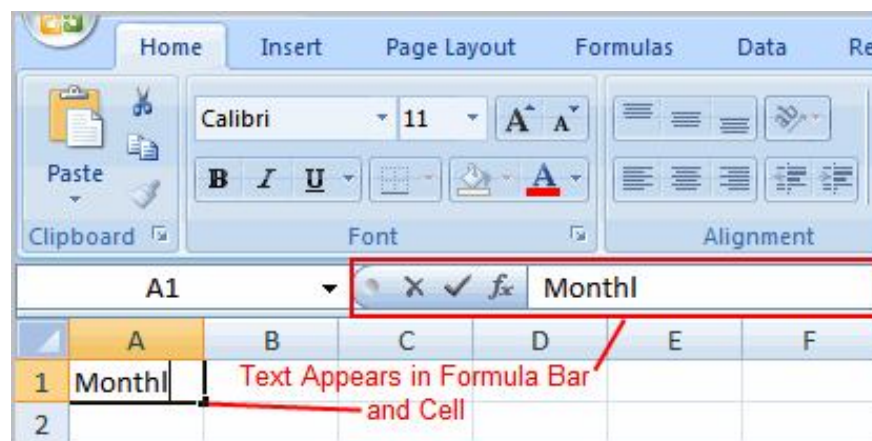 Home Insert Page Layout Formulas Data Re
Calibri 11 A A
Paste B I U A
Clipboard Font Alignment
A1 fx Monthl
A B C D E F
1 Monthl Text Appears in Formula Bar
and Cell
2